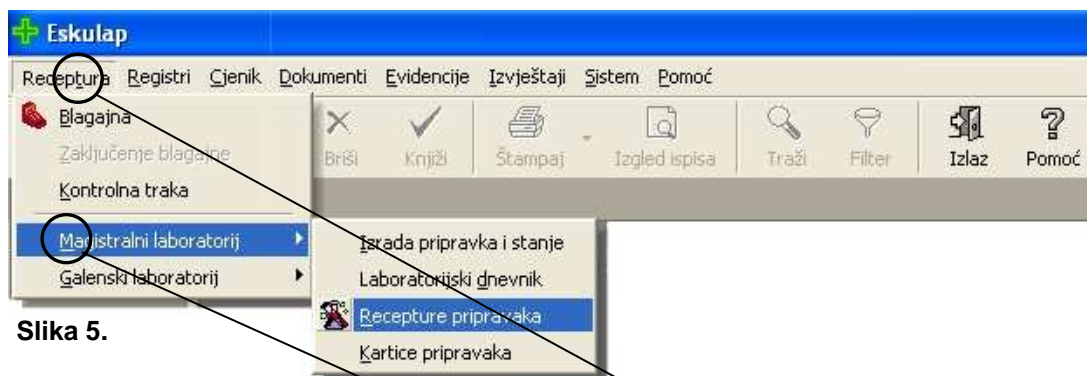 Eskulap
Receptura Registri Cjenik Dokumenti Evidencije Izvještaji Sistem Pomoć
Blagajna
Zaključenje blagajne
Kontrolna traka
Magistralni laboratorij
Galenski laboratorij
Briši Knjiži Štampaj Izgled ispisa Traži Filter Izlaz Pomoć
Izrada pripravka i stanje
Laboratorijski dnevnik
Recepture pripravaka
Kartice pripravaka
Slika 5.